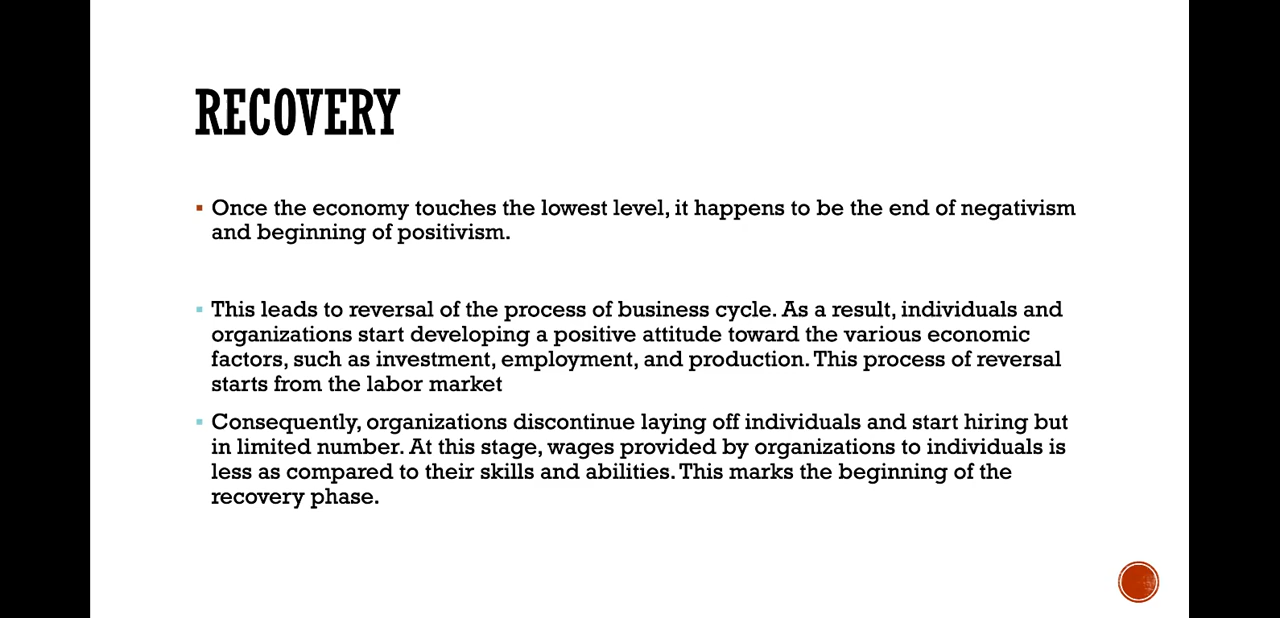 RECOVERY
Once the economy touches the lowest level, it happens to be the end of negativism
and beginning of positivism.
This leads to reversal of the process of business cycle. As a result, individuals and
organizations start developing a positive attitude toward the various economic
factors, such as investment, employment, and production. This process of reversal
starts from the labor market
Consequently, organizations discontinue laying off individuals and start hiring but
in limited number. At this stage, wages provided by organizations to individuals is
less as compared to their skills and abilities. This marks the beginning of the
recovery phase.